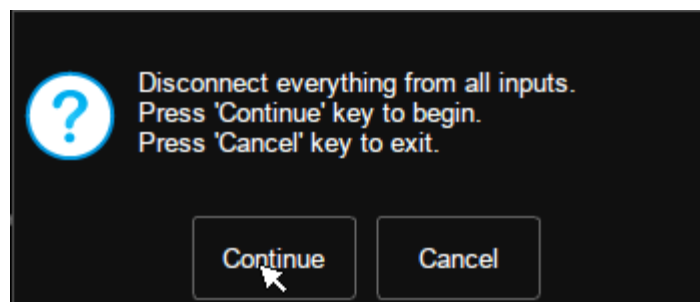 Disconnect everything from all inputs.
Press 'Continue' key to begin.
Press 'Cancel' key to exit.
Continue
Cancel